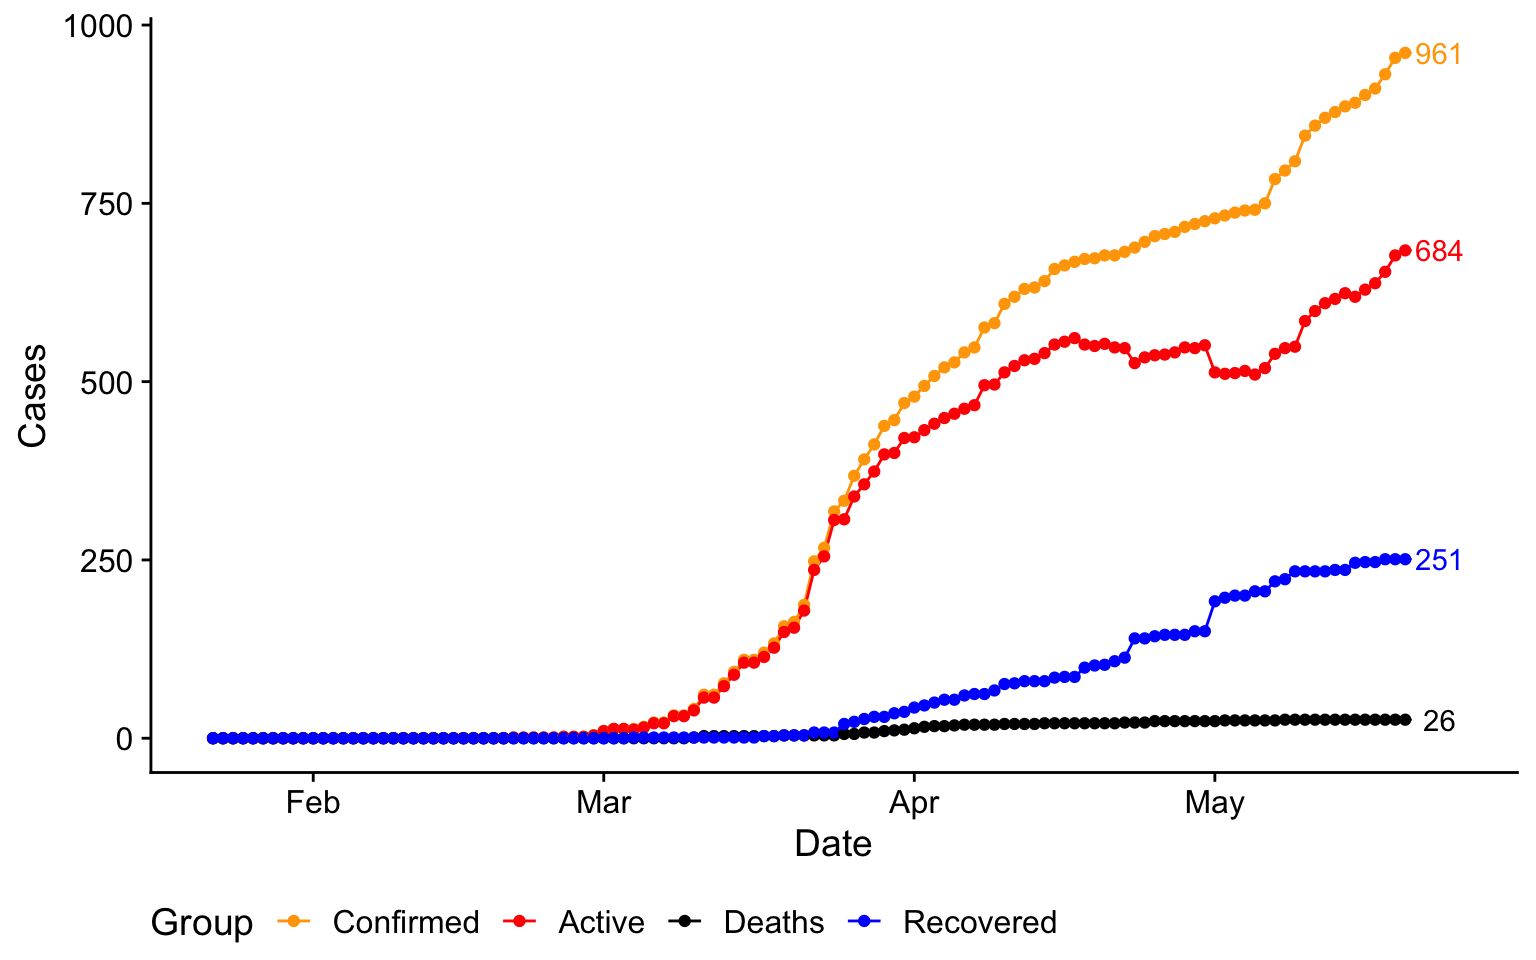 1000
961
750
684
500
Cases
250
251
0
26
Feb Mar Apr May
Date
Group Confirmed Active Deaths Recovered